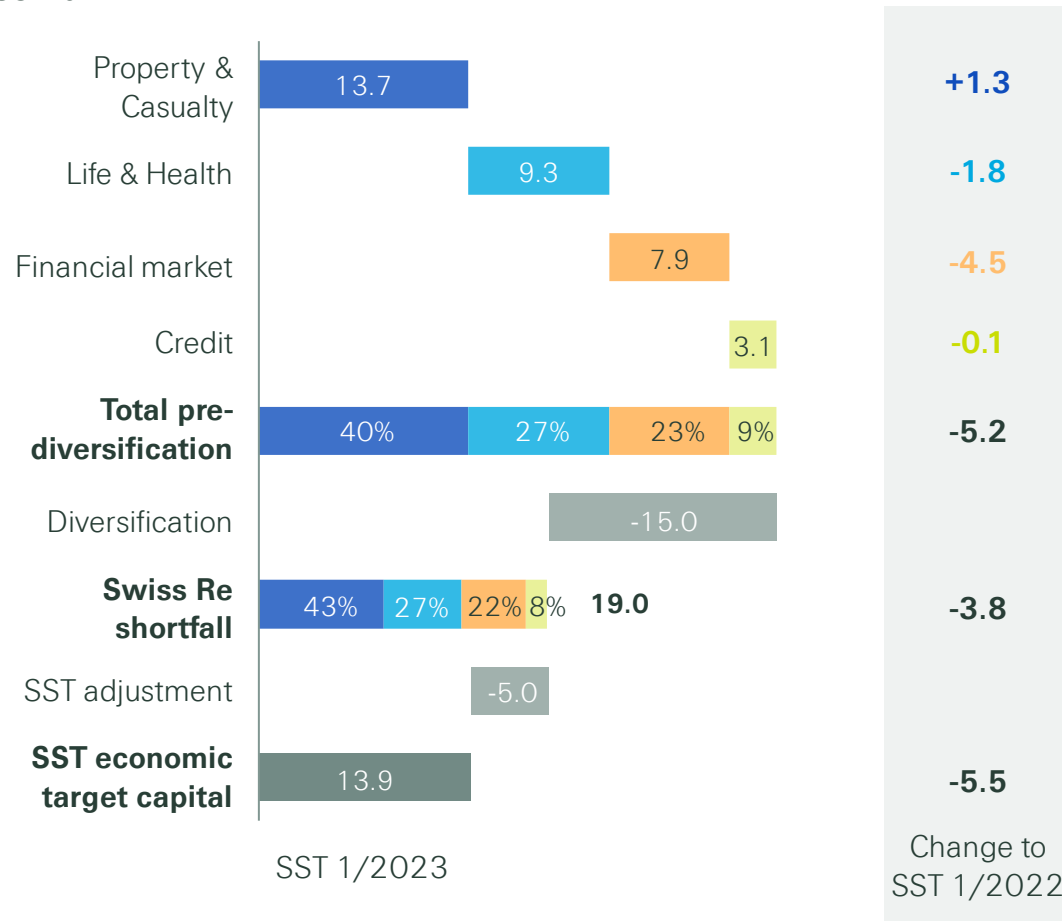 Property &
Casualty
13.7
+1.3
Life & Health
9.3
-1.8
Financial market
7.9
-4.5
Credit
3.1
-0.1
Total pre-
diversification
40%
27%
23%
9%
-5.2
Diversification
-15.0
Swiss Re
shortfall
43%
27%
22%
8%
19.0
-3.8
SST adjustment
-5.0
SST economic
target capital
13.9
-5.5
SST 1/2023
Change to
SST 1/2022